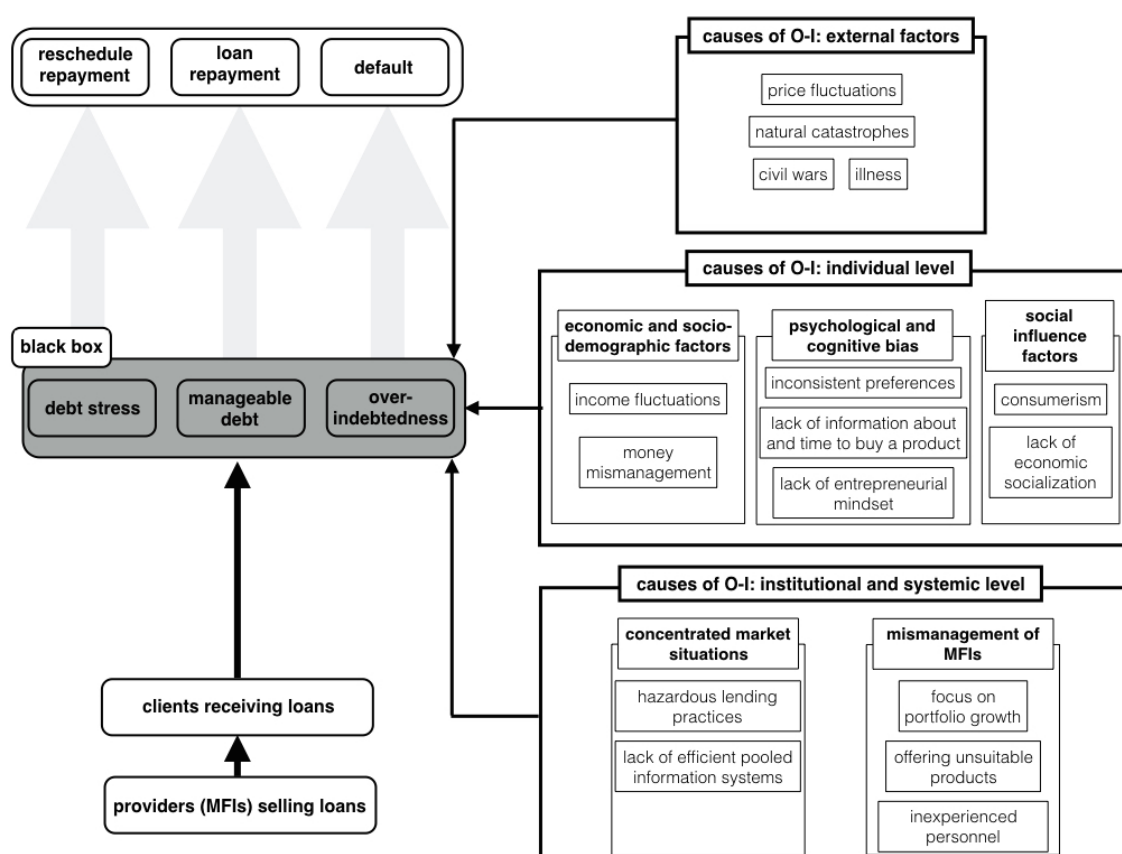 reschedule
repayment
loan
repayment
default
black box
debt stress
manageable
debt
over-
indebtedness
clients receiving loans
providers (MFIs) selling loans
causes of O-I: external factors
price fluctuations
natural catastrophes
civil wars
illness
causes of O-I: individual level
economic and socio-
demographic factors
income fluctuations
money
mismanagement
psychological and
cognitive bias
inconsistent preferences
lack of information about
and time to buy a product
lack of entrepreneurial
mindset
social
influence
factors
consumerism
lack of
economic
socialization
causes of O-I: institutional and systemic level
concentrated market
situations
hazardous lending
practices
lack of efficient pooled
information systems
mismanagement of
MFIs
focus on
portfolio growth
offering unsuitable
products
inexperienced
personnel